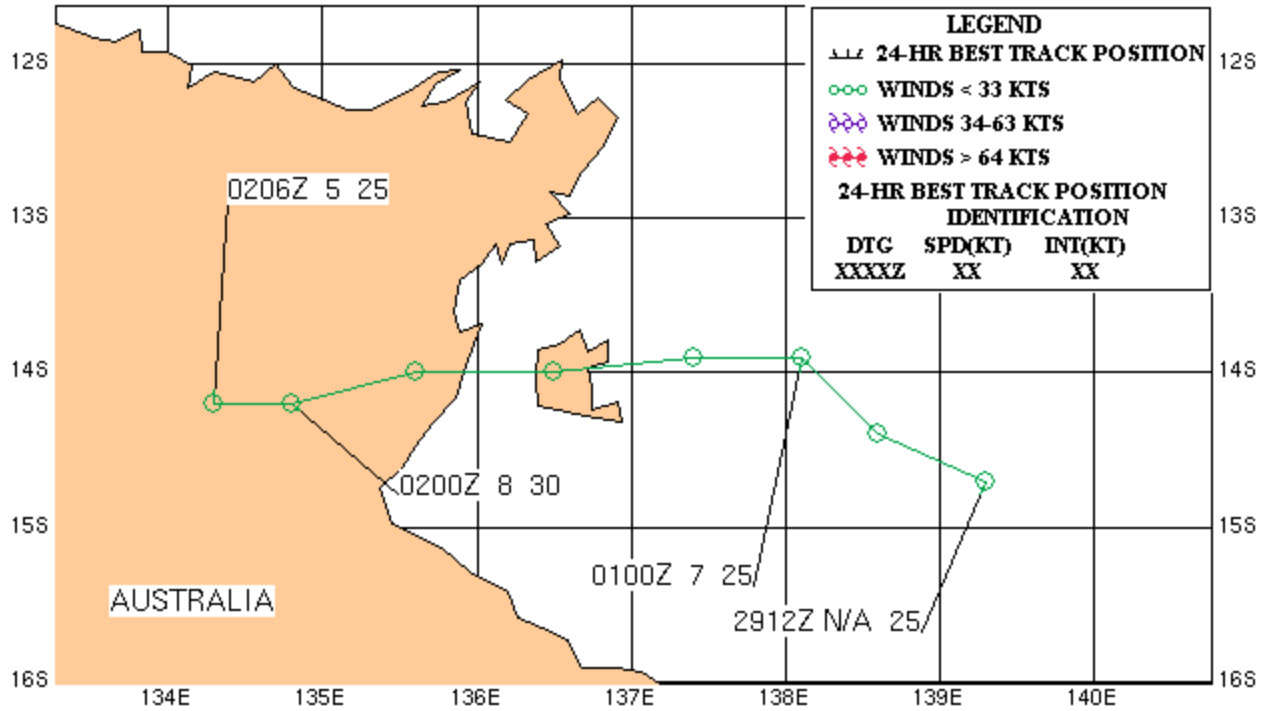 LEGEND
24-HR BEST TRACK POSITION
WINDS < 33 KTS
WINDS 34-63 KTS
WINDS > 64 KTS
24-HR BEST TRACK POSITION
IDENTIFICATION
DTG SPD(KT) INT(KT)
XXXXZ XX XX
12S 12S
0206Z 5 25
13S 13S
14S 14S
0200Z 8 30
15S 15S
0100Z 7 25
AUSTRALIA
2912Z N/A 25
16S 16S
134E 135E 136E 137E 138E 139E 140E